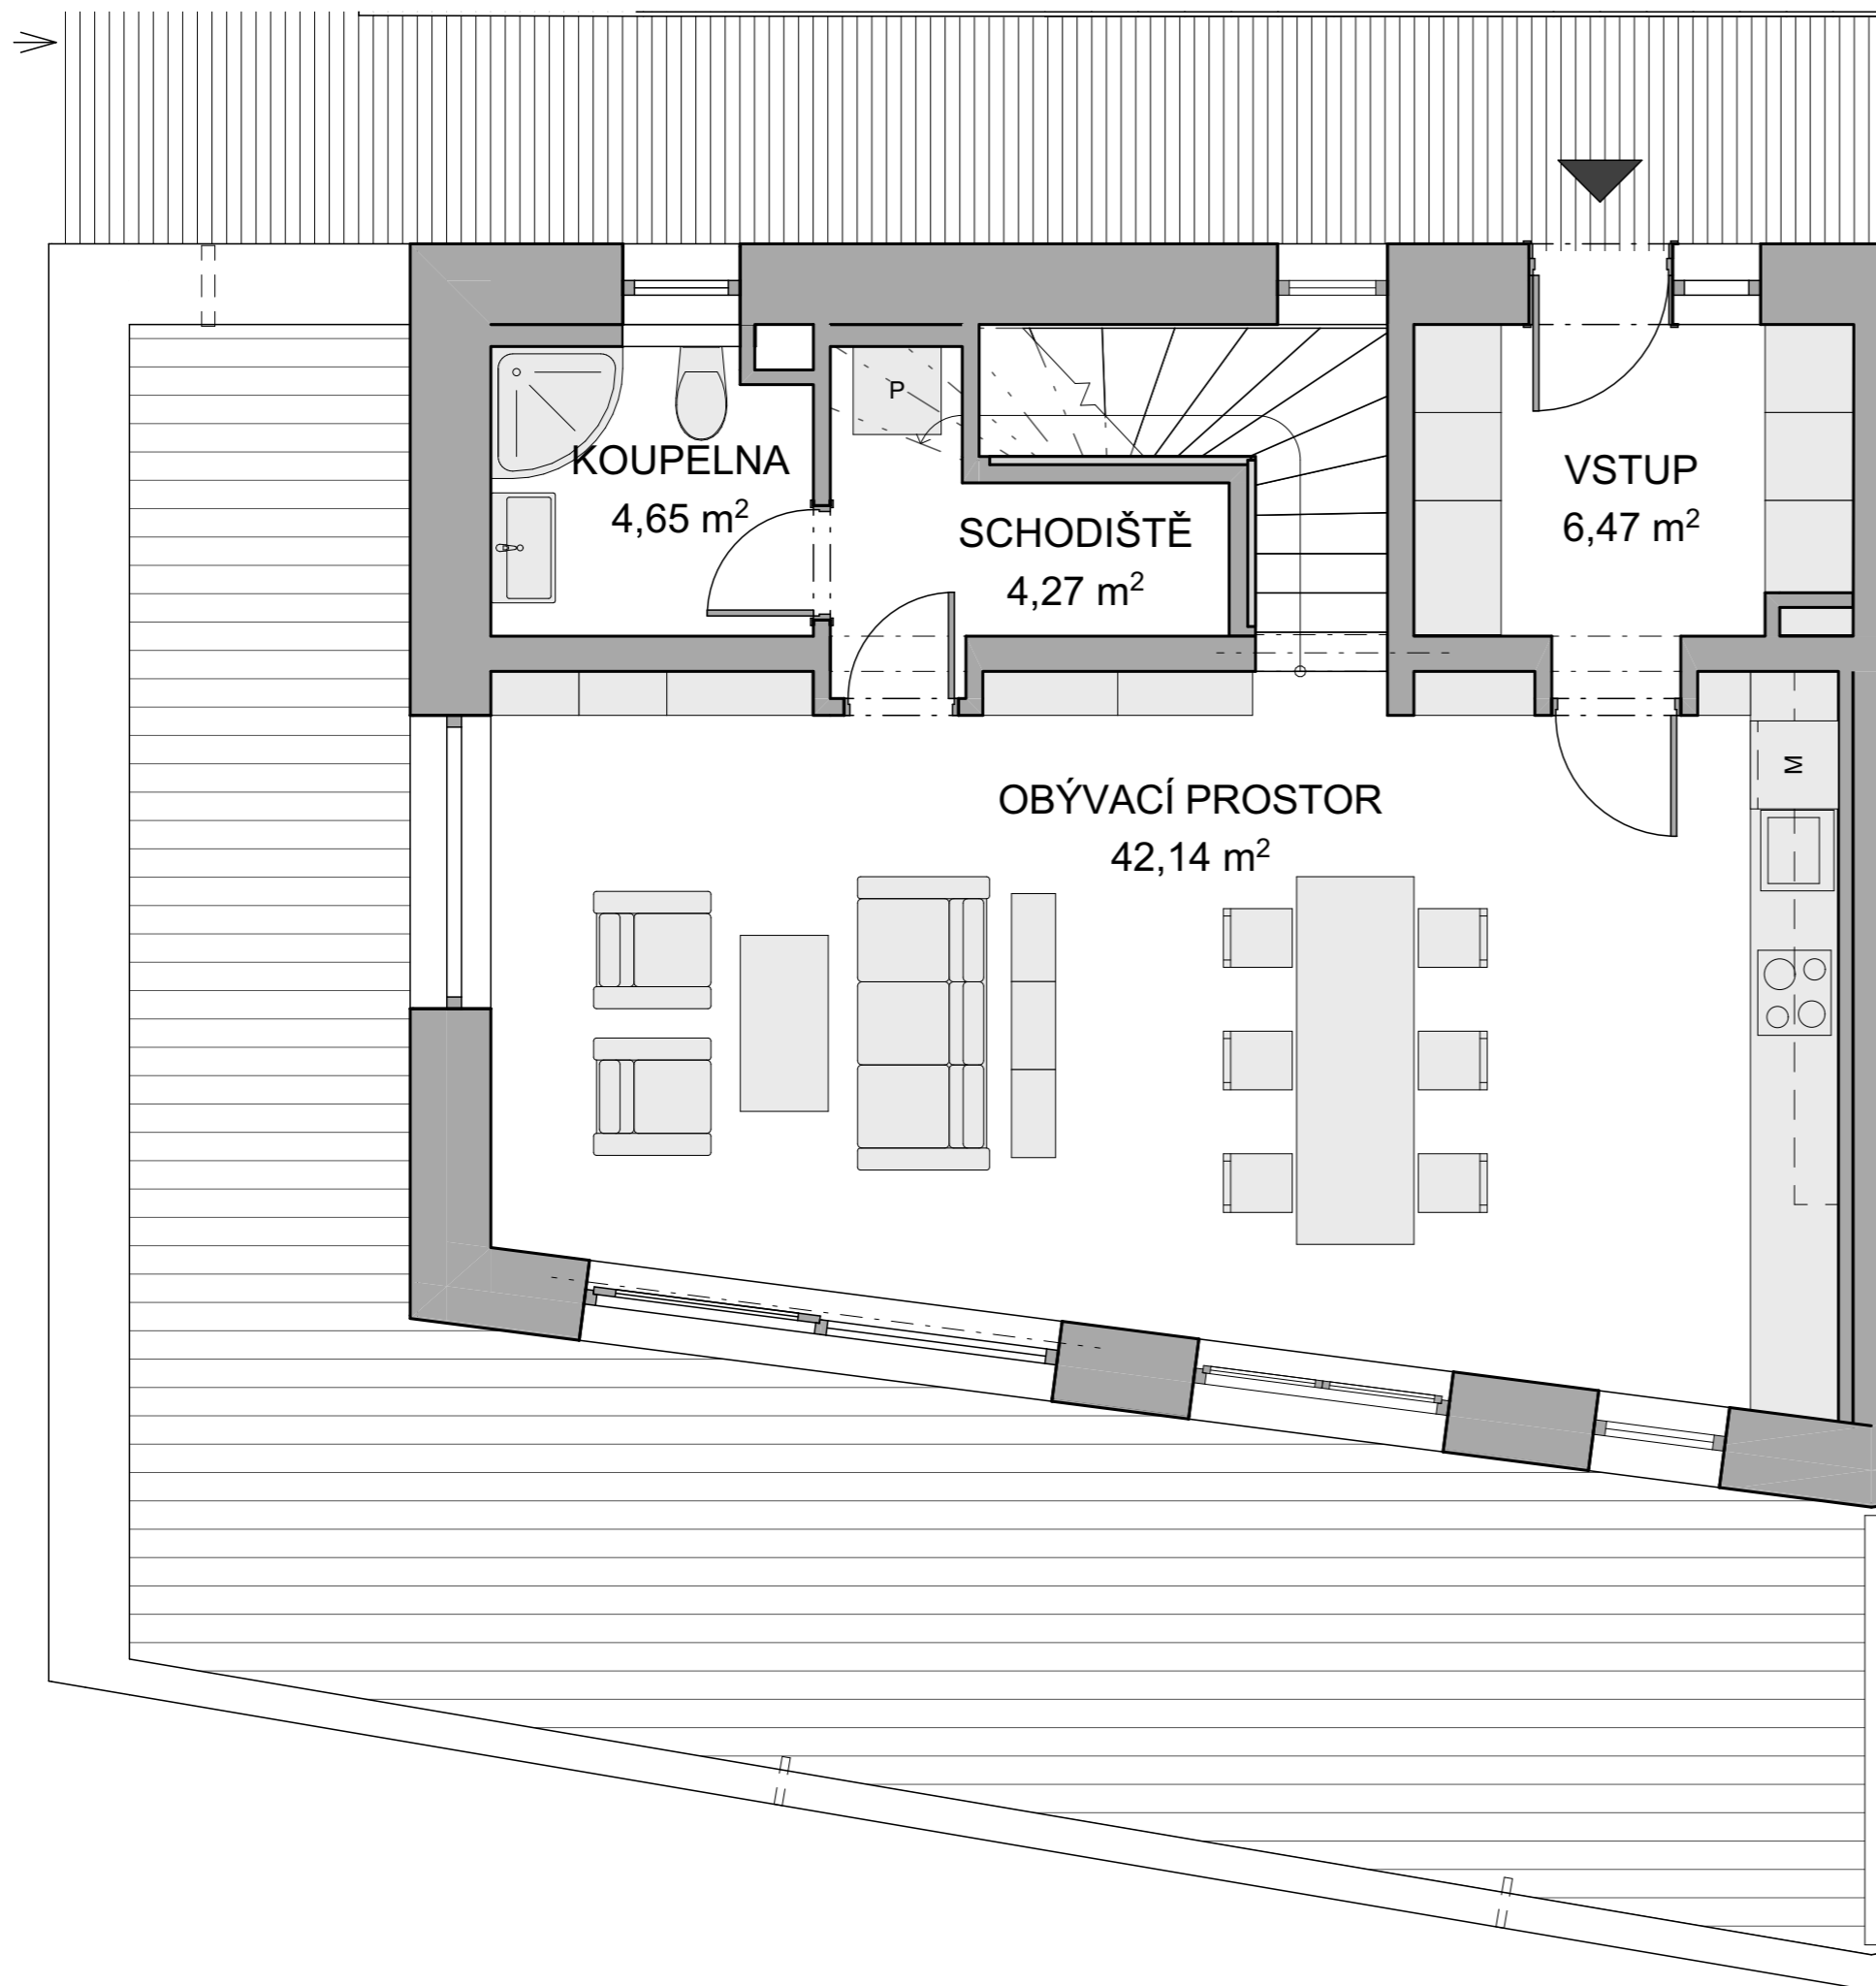 P
KOUPELNA
4,65 m²
SCHODIŠTĚ
4,27 m²
VSTUP
6,47 m²
OBÝVACÍ PROSTOR
42,14 m²
M